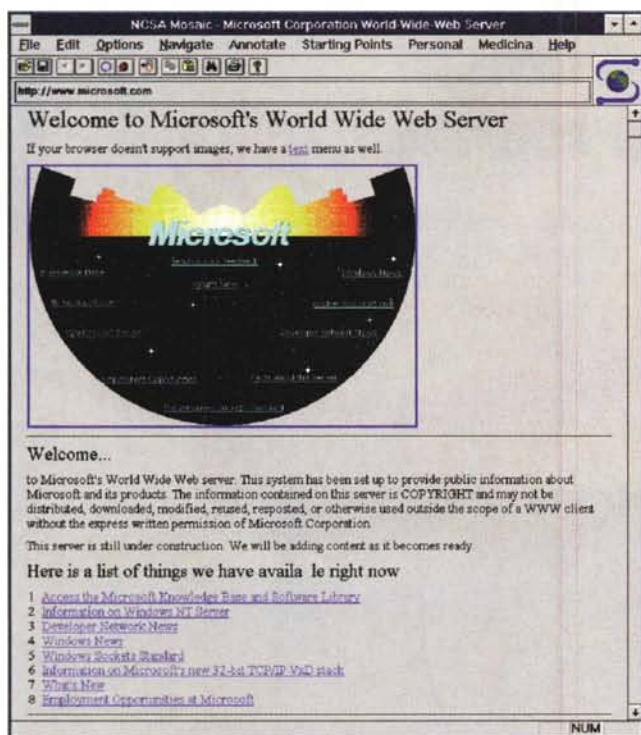 NCSA Mosaic - Microsoft Corporation World-Wide-Web Server
File Edit Options Navigate Annotate Starting Points Personal Medicina Help
http://www.microsoft.com
Welcome to Microsoft's World Wide Web Server
If your browser doesn't support images, we have a text menu as well.
Microsoft
Welcome...
to Microsoft's World Wide Web server. This system has been set up to provide public information about
Microsoft and its products. The information contained on this server is COPYRIGHT and may not be
distributed, downloaded, modified, reused, resposted, or otherwise used outside the scope of a WWW client
without the express written permission of Microsoft Corporation.
This server is still under construction. We will be adding content as it becomes ready.
Here is a list of things we have availa le right now
1 Access the Microsoft Knowledge Base and Software Library
2 Information on Windows NT Server
3 Developer Network News
4 Windows News
5 Windows Sockets Standard
6 Information on Microsoft's new 32-bit TCP/IP VxD stack
7 What's New
8 Employment Opportunities at Microsoft
NUM